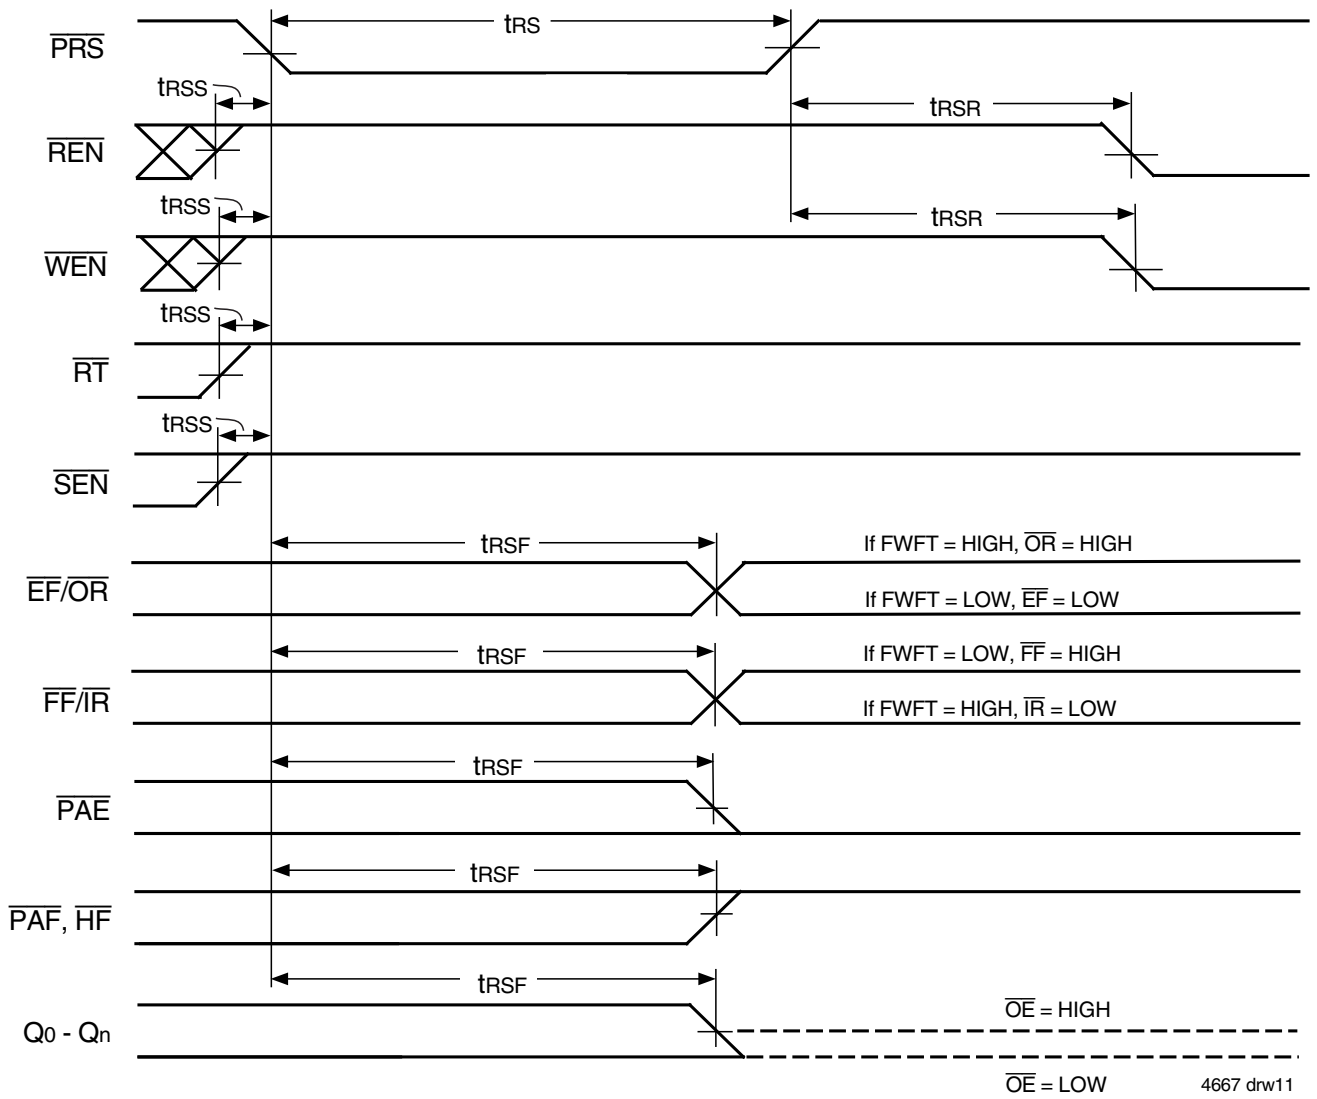 tRS
PRS
tRSS
tRSR
REN
tRSS
tRSR
WEN
tRSS
RT
tRSS
SEN
tRSF
If FWFT = HIGH, OR = HIGH
EF/OR
If FWFT = LOW, EF = LOW
tRSF
If FWFT = LOW, FF = HIGH
FF/IR
If FWFT = HIGH, IR = LOW
tRSF
PAE
tRSF
PAF, HF
tRSF
OE = HIGH
Q0 - Qn
OE = LOW
4667 drw11